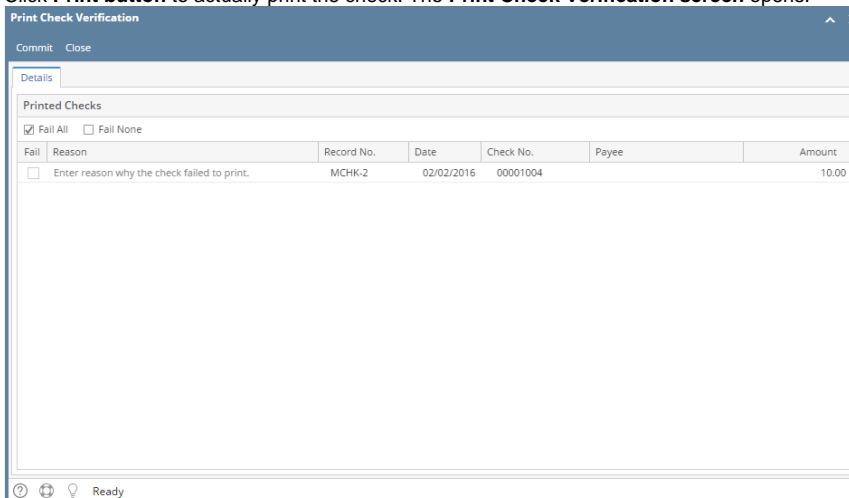 Click Print button to actually print the check. The Print Check Verification screen opens.
Print Check Verification
Commit Close
Details
Printed Checks
Fail All Fail None
Fail Reason Record No. Date Check No. Payee Amount
Enter reason why the check failed to print. MCHK-2 02/02/2016 00001004 10.00
Ready